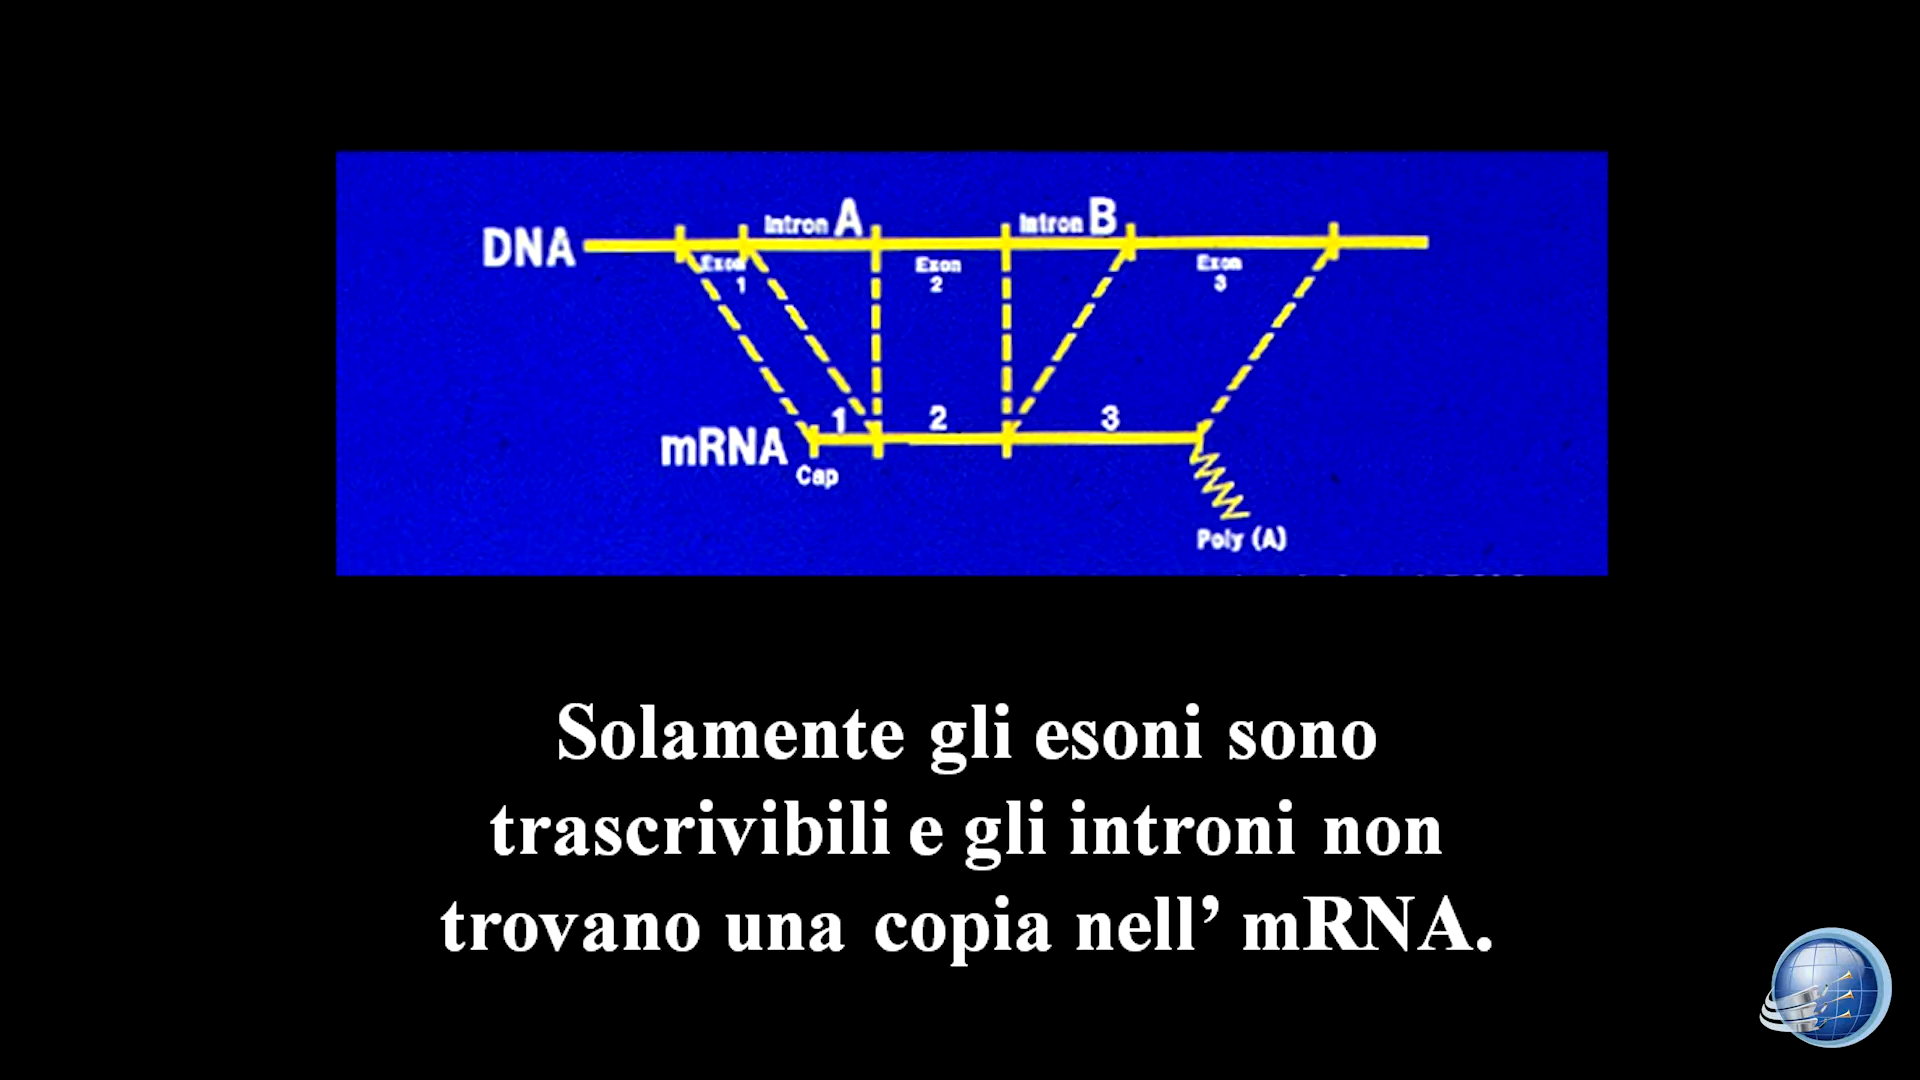 DNA
Intron A
Intron B
Exon 1
Exon 2
Exon 3
mRNA
1
2
3
Cap
Poly (A)
Solamente gli esoni sono
trascrivibili e gli introni non
trovano una copia nell’ mRNA.